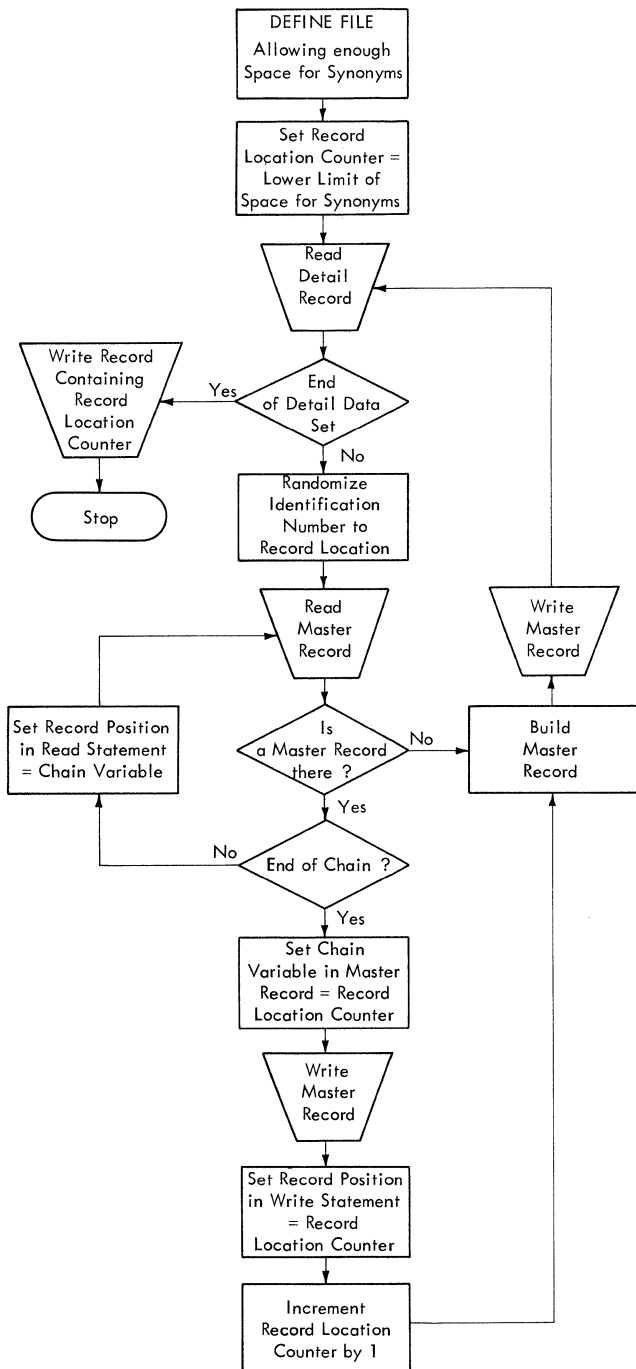 DEFINE FILE
Allowing enough
Space for Synonyms
Set Record
Location Counter =
Lower Limit of
Space for Synonyms
Read
Detail
Record
End
of Detail Data
Set
Yes
No
Write Record
Containing
Record
Location
Counter
Stop
Randomize
Identification
Number to
Record Location
Read
Master
Record
Is
a Master Record
there ?
No
Yes
Build
Master
Record
Write
Master
Record
Set Record Position
in Read Statement
= Chain Variable
End of Chain ?
No
Yes
Set Chain
Variable in Master
Record = Record
Location Counter
Write
Master
Record
Set Record Position
in Write Statement
= Record
Location Counter
Increment
Record Location
Counter by 1